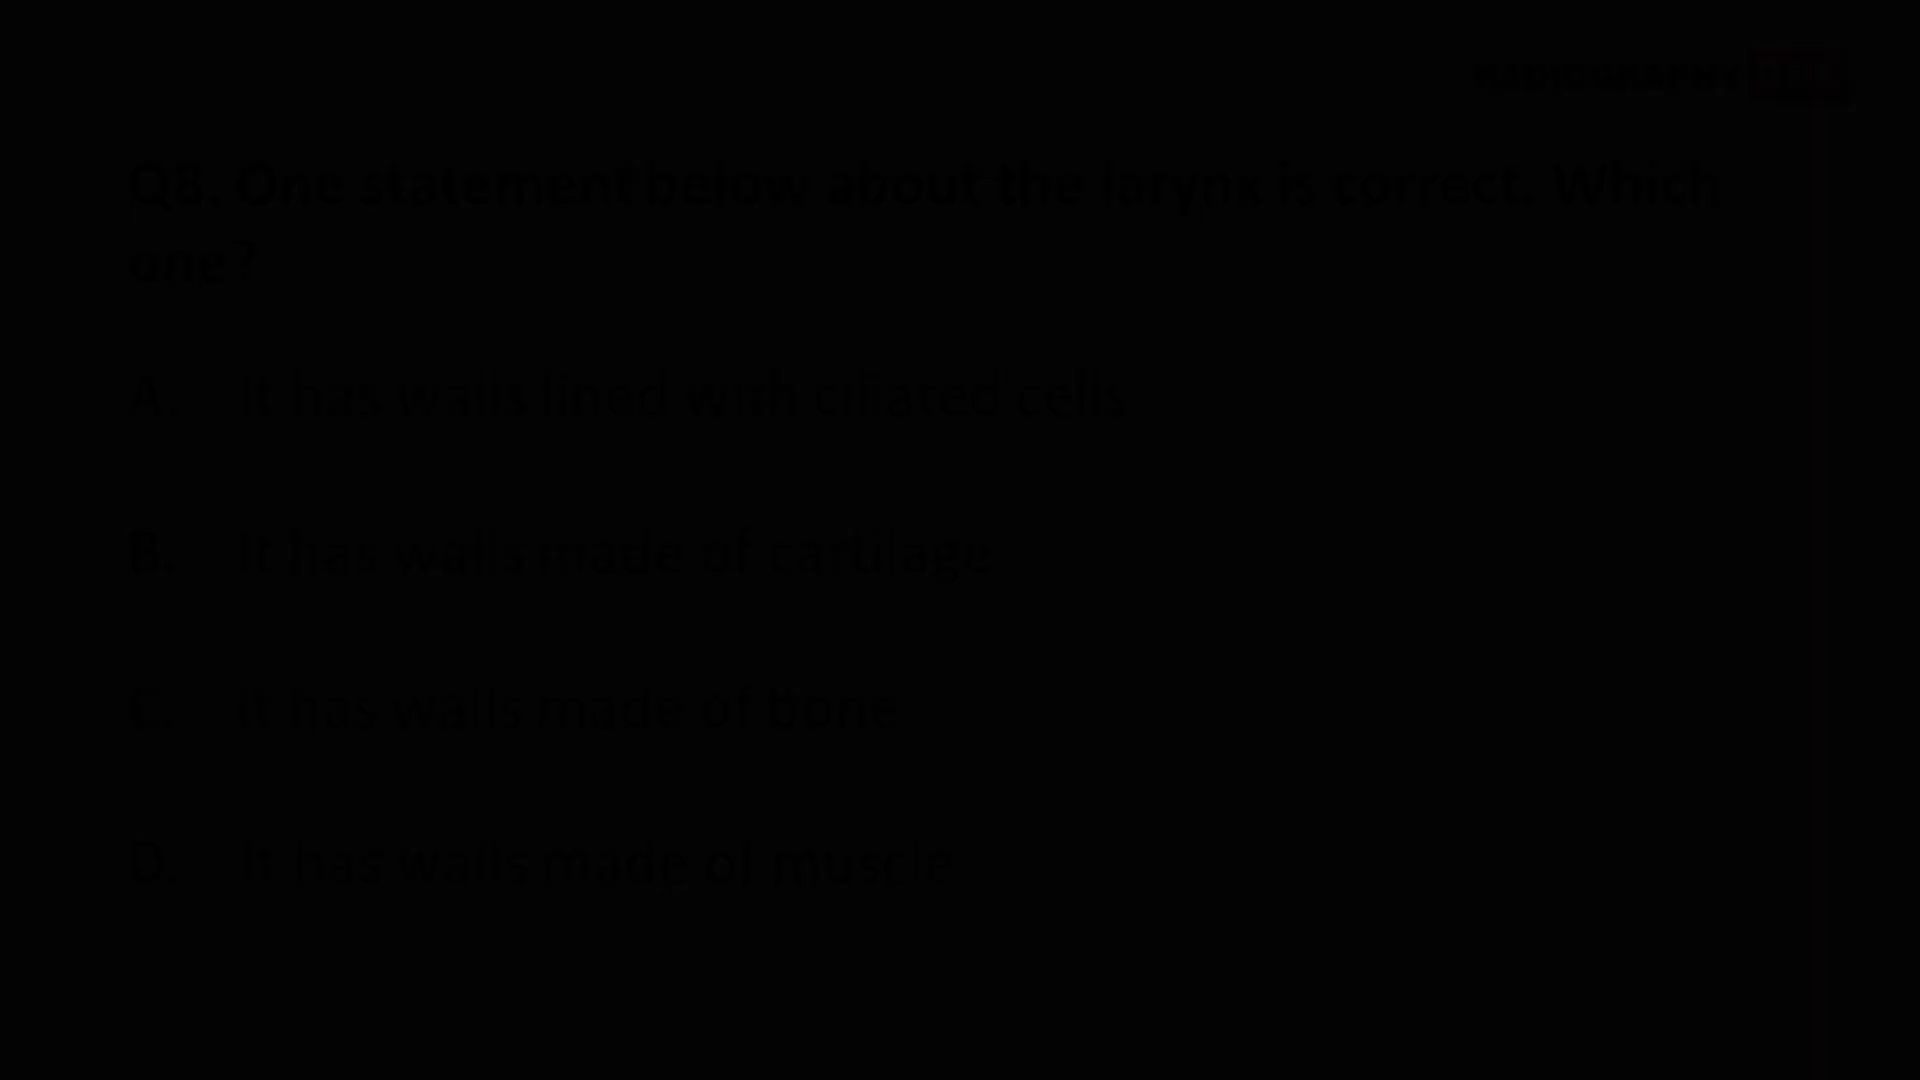 Q8. One statement below about the larynx is correct. Which
one?
A. It has walls lined with ciliated cells
B. It has walls made of cartilage
C. It has walls made of bone
D. It has walls made of muscle